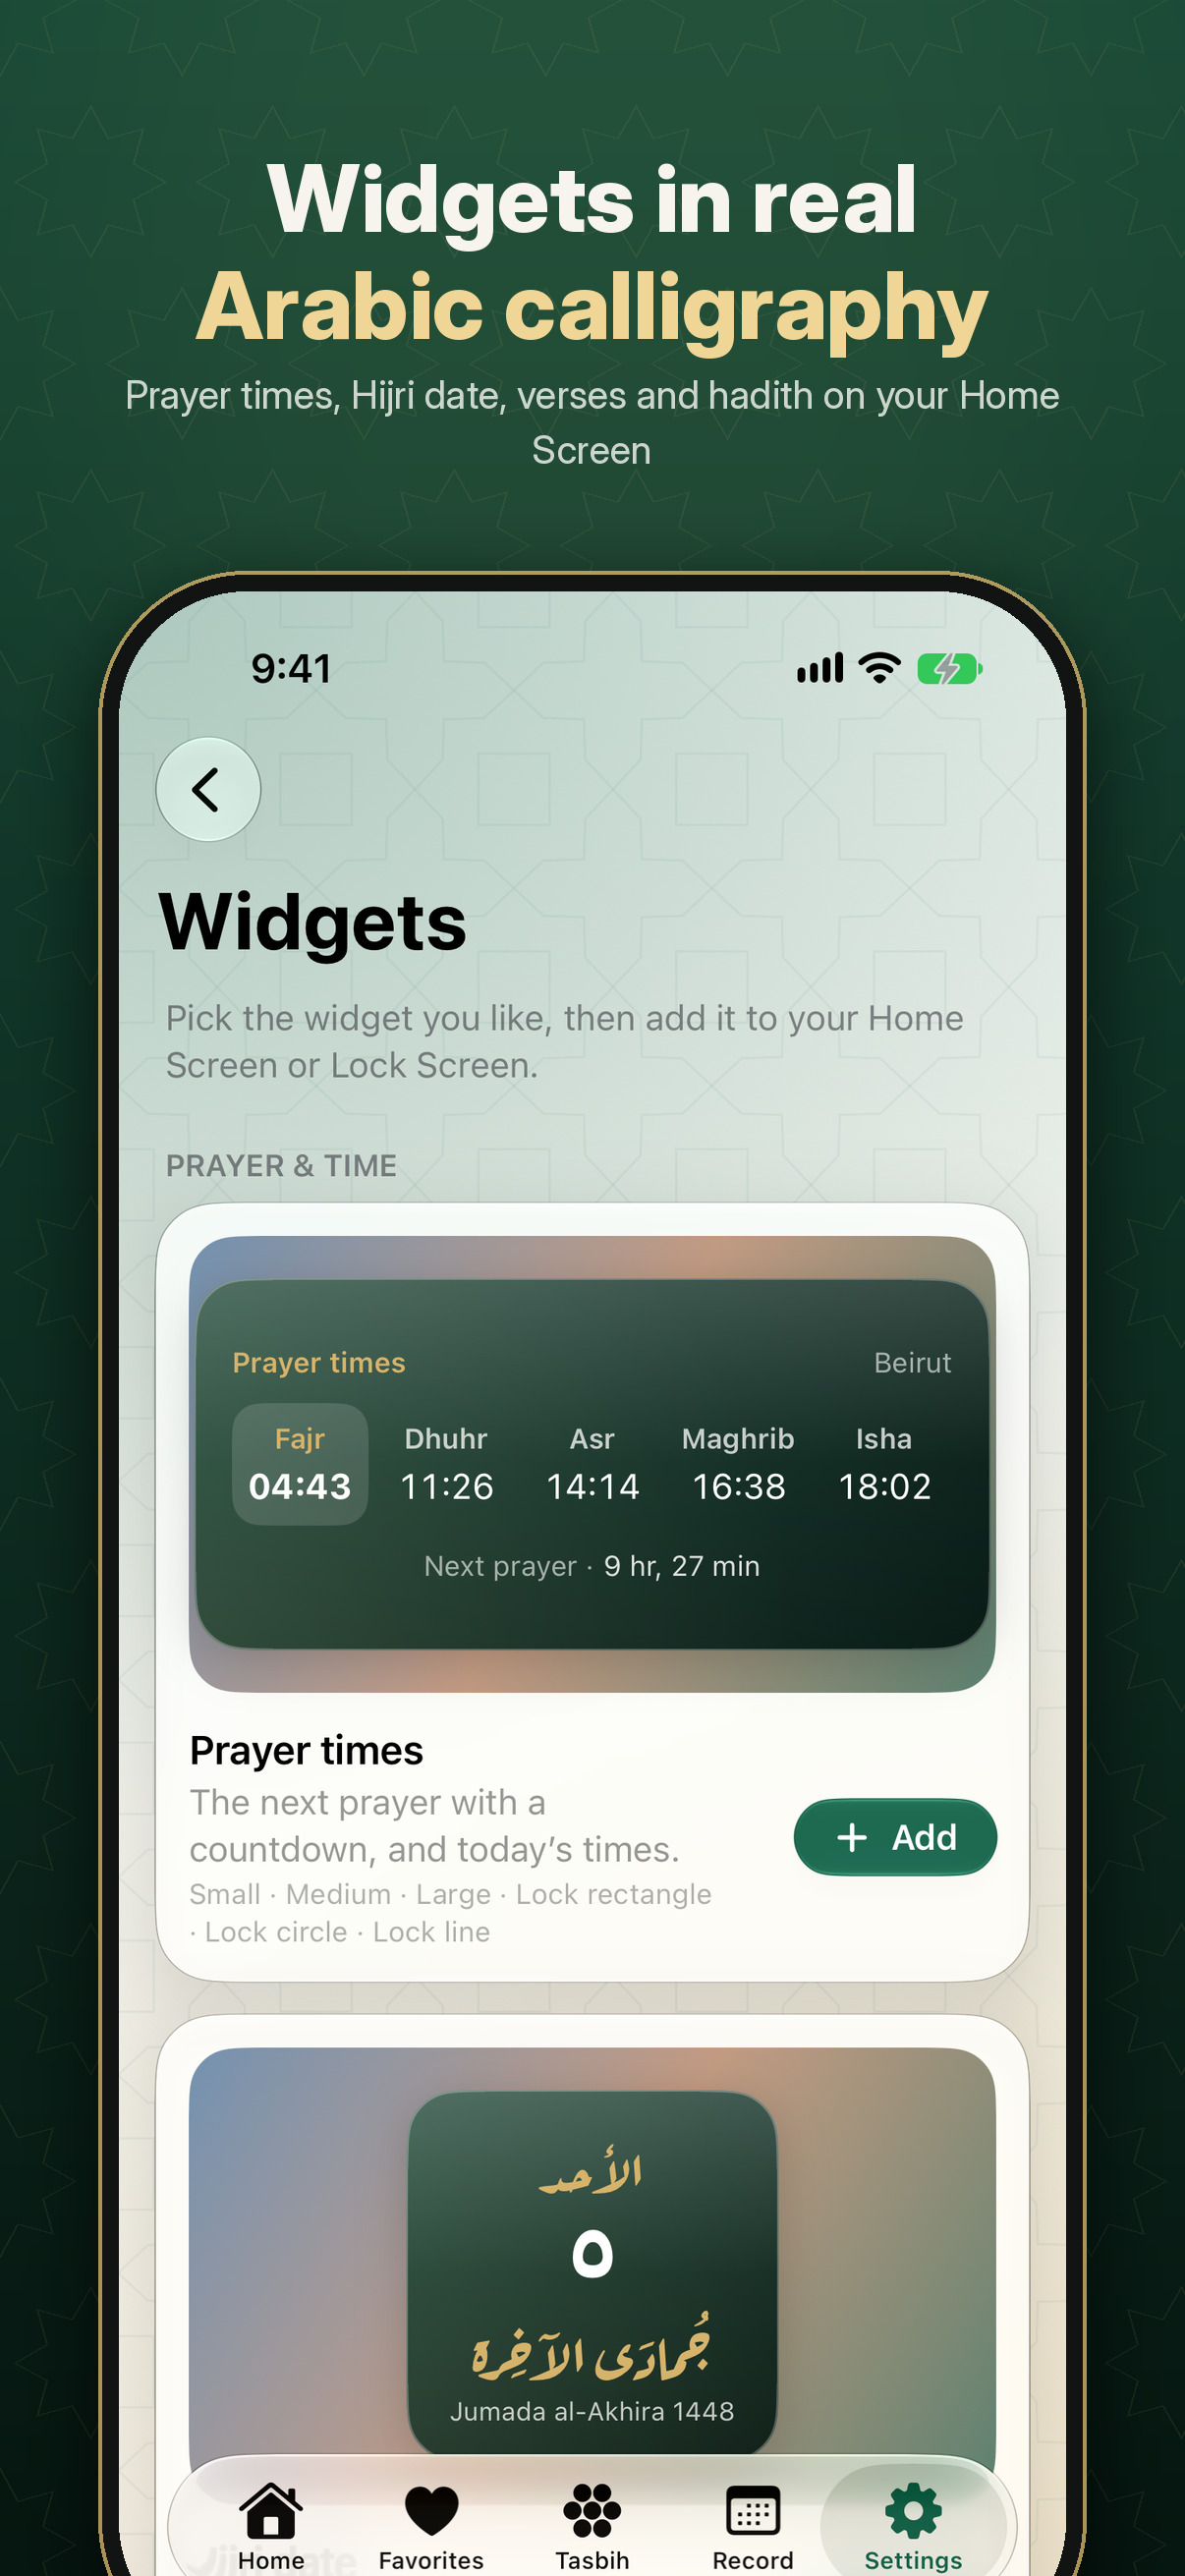 Widgets in real
Arabic calligraphy
Prayer times, Hijri date, verses and hadith on your Home
Screen
9:41
Widgets
Pick the widget you like, then add it to your Home
Screen or Lock Screen.
PRAYER & TIME
Prayer times
Beirut
Fajr Dhuhr Asr Maghrib Isha
04:43 11:26 14:14 16:38 18:02
Next prayer · 9 hr, 27 min
Prayer times
The next prayer with a
countdown, and today’s times.
Small · Medium · Large · Lock rectangle
· Lock circle · Lock line
+ Add
الأحد
٥
جُمادَى الآخِرة
Jumada al-Akhira 1448
Home Favorites Tasbih Record Settings